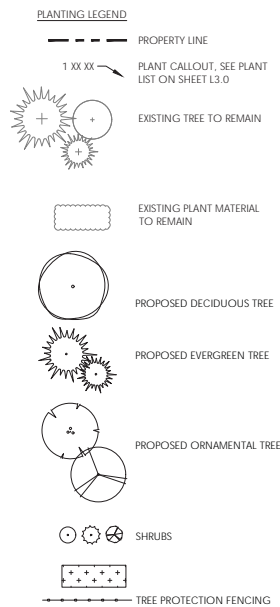 PLANTING LEGEND
PROPERTY LINE
1 XX XX
PLANT CALLOUT, SEE PLANT
LIST ON SHEET L3.0
EXISTING TREE TO REMAIN
EXISTING PLANT MATERIAL
TO REMAIN
PROPOSED DECIDUOUS TREE
PROPOSED EVERGREEN TREE
PROPOSED ORNAMENTAL TREE
SHRUBS
TREE PROTECTION FENCING